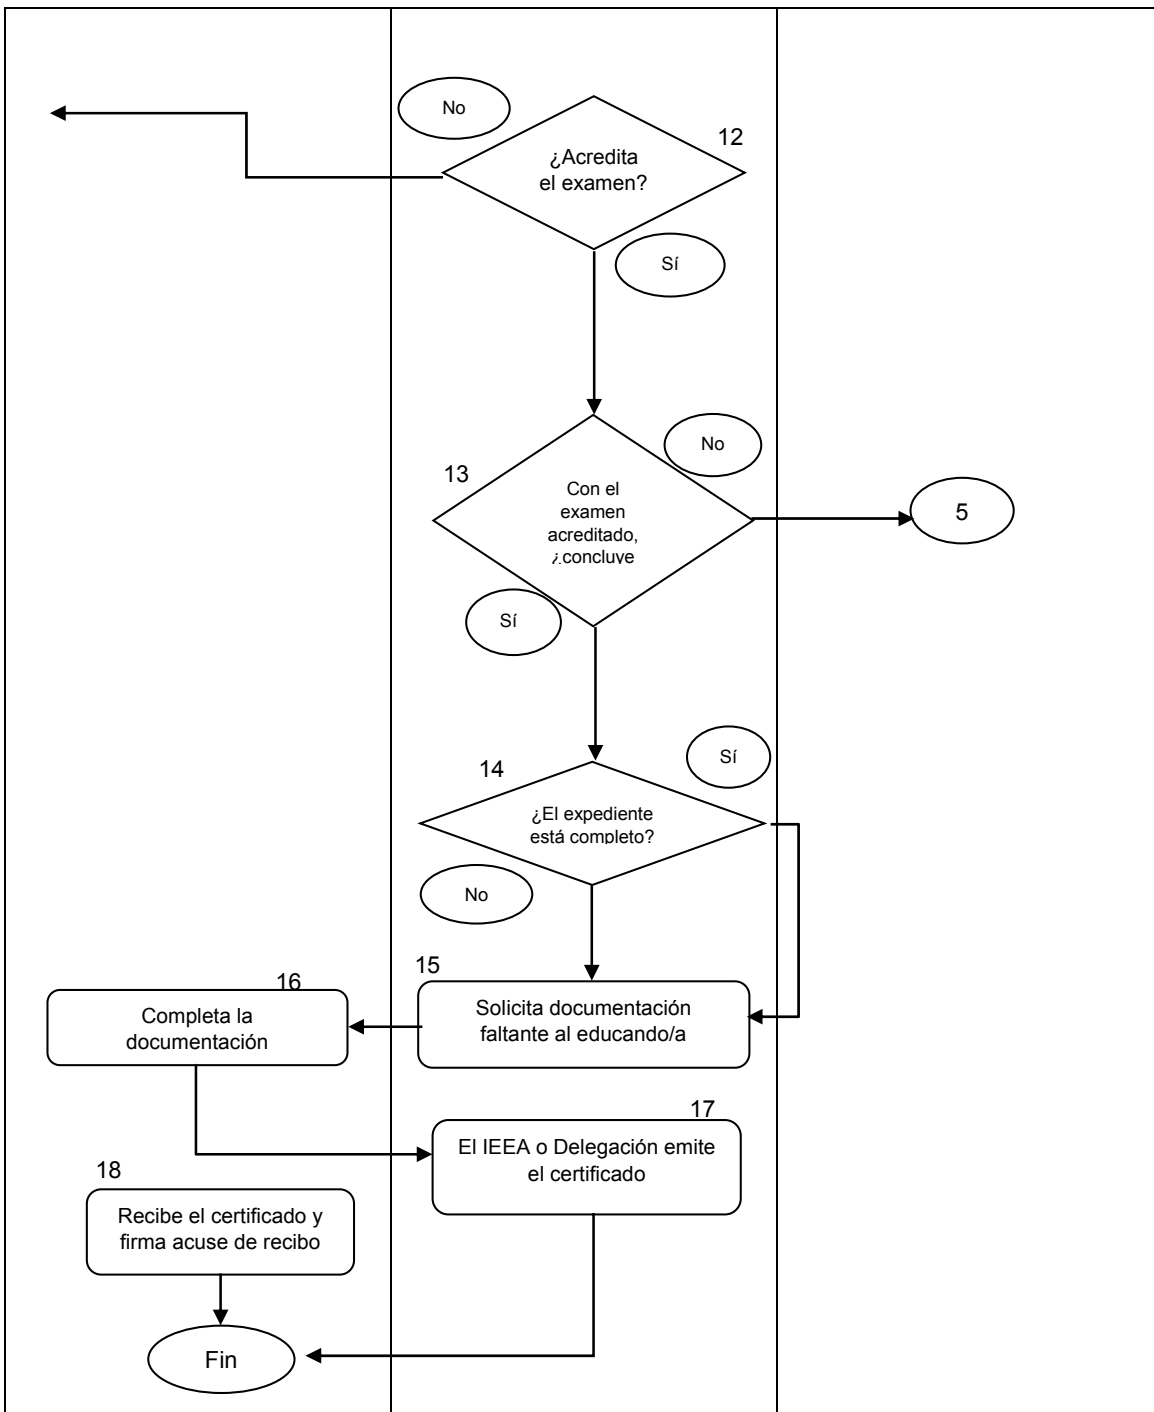 No
12
¿Acredita
el examen?
Sí
No
13
Con el
examen
acreditado,
¿concluye
5
Sí
Sí
14
¿El expediente
está completo?
No
15
16
Solicita documentación
faltante al educando/a
Completa la
documentación
17
El IEEA o Delegación emite
el certificado
18
Recibe el certificado y
firma acuse de recibo
Fin